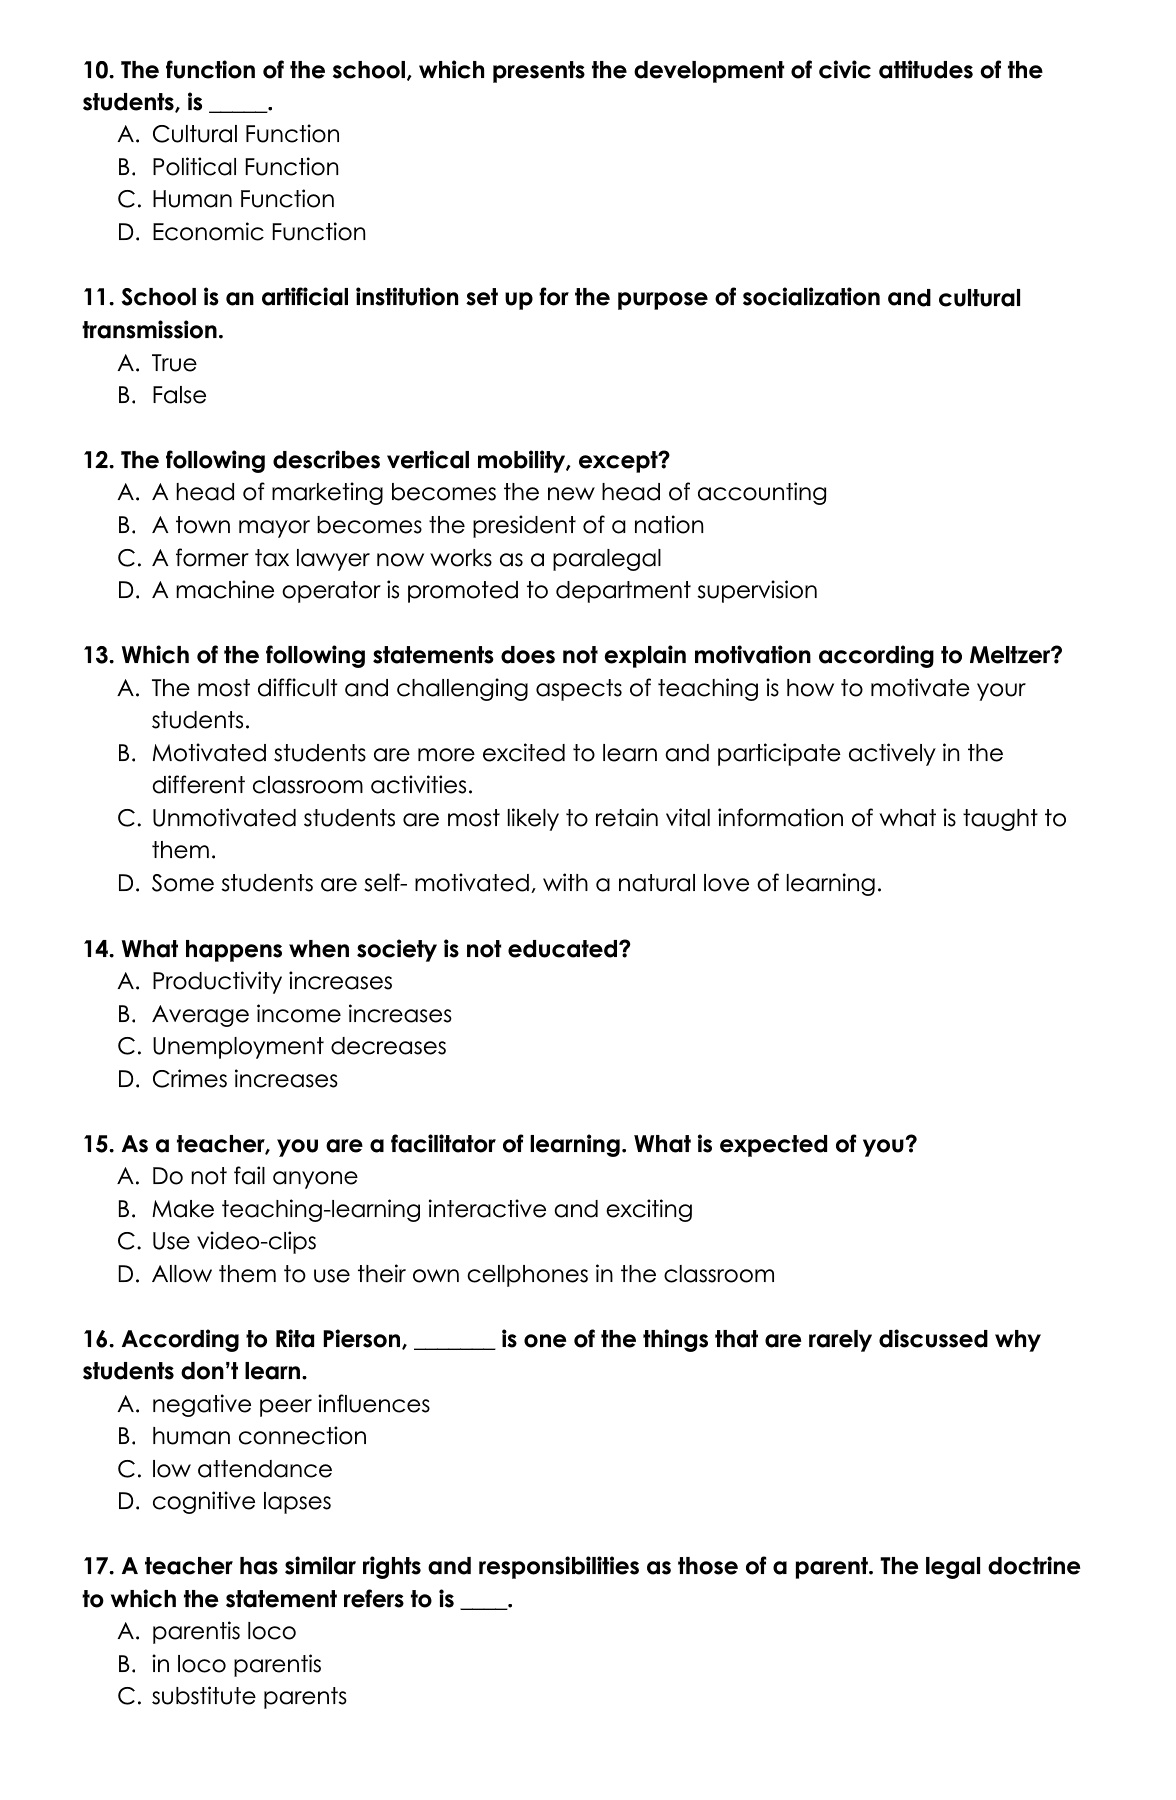 10. The function of the school, which presents the development of civic attitudes of the
students, is _____.
A. Cultural Function
B. Political Function
C. Human Function
D. Economic Function
11. School is an artificial institution set up for the purpose of socialization and cultural
transmission.
A. True
B. False
12. The following describes vertical mobility, except?
A. A head of marketing becomes the new head of accounting
B. A town mayor becomes the president of a nation
C. A former tax lawyer now works as a paralegal
D. A machine operator is promoted to department supervision
13. Which of the following statements does not explain motivation according to Meltzer?
A. The most difficult and challenging aspects of teaching is how to motivate your
students.
B. Motivated students are more excited to learn and participate actively in the
different classroom activities.
C. Unmotivated students are most likely to retain vital information of what is taught to
them.
D. Some students are self- motivated, with a natural love of learning.
14. What happens when society is not educated?
A. Productivity increases
B. Average income increases
C. Unemployment decreases
D. Crimes increases
15. As a teacher, you are a facilitator of learning. What is expected of you?
A. Do not fail anyone
B. Make teaching-learning interactive and exciting
C. Use video-clips
D. Allow them to use their own cellphones in the classroom
16. According to Rita Pierson, _______ is one of the things that are rarely discussed why
students don't learn.
A. negative peer influences
B. human connection
C. low attendance
D. cognitive lapses
17. A teacher has similar rights and responsibilities as those of a parent. The legal doctrine
to which the statement refers to is ____.
A. parentis loco
B. in loco parentis
C. substitute parents